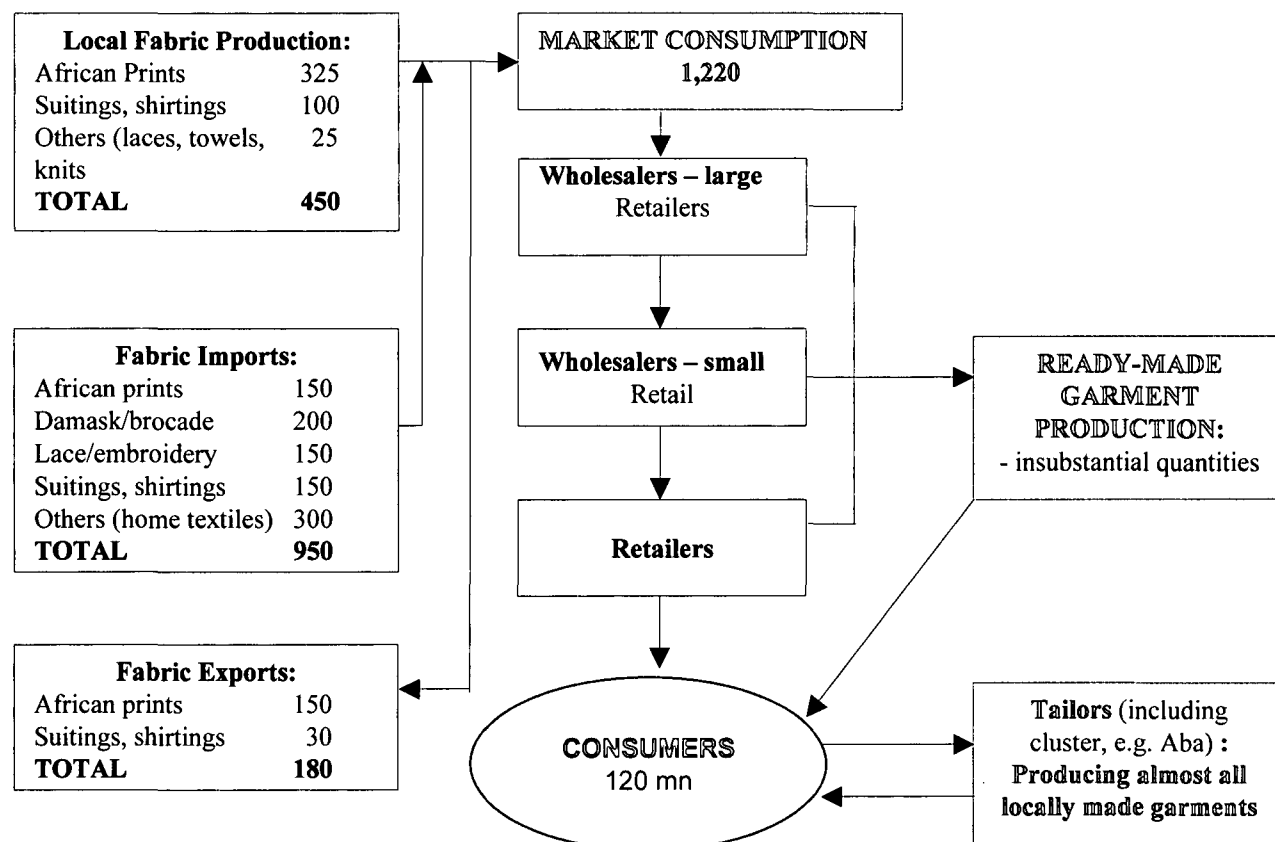 Local Fabric Production:
African Prints 325
Suitings, shirtings 100
Others (laces, towels, 25
knits
TOTAL 450
MARKET CONSUMPTION
1,220
Wholesalers – large
Retailers
Fabric Imports:
African prints 150
Damask/brocade 200
Lace/embroidery 150
Suitings, shirtings 150
Others (home textiles) 300
TOTAL 950
Wholesalers – small
Retail
READY-MADE
GARMENT
PRODUCTION:
- insubstantial quantities
Retailers
Fabric Exports:
African prints 150
Suitings, shirtings 30
TOTAL 180
CONSUMERS
120 mn
Tailors (including
cluster, e.g. Aba) :
Producing almost all
locally made garments